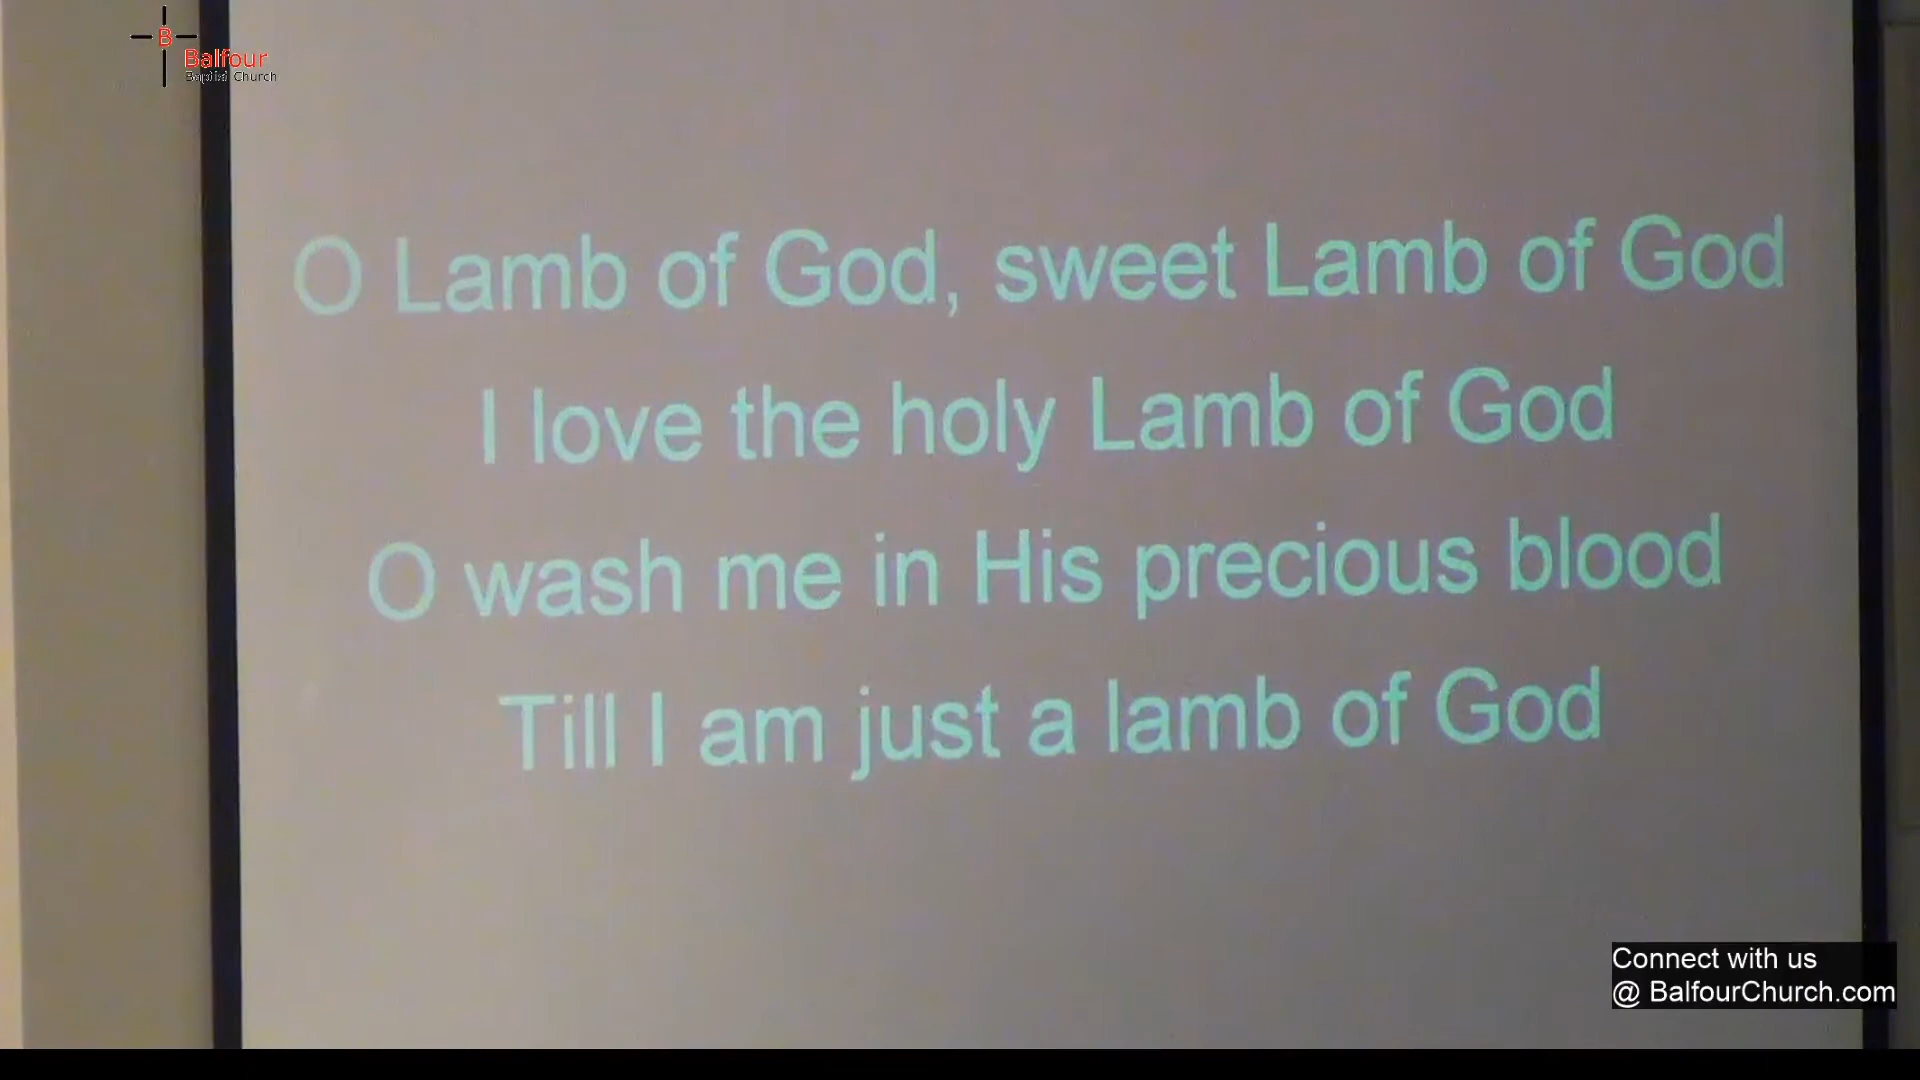 B
Balfour
Baptist Church
O Lamb of God, sweet Lamb of God
I love the holy Lamb of God
O wash me in His precious blood
Till I am just a lamb of God
Connect with us
@ BalfourChurch.com